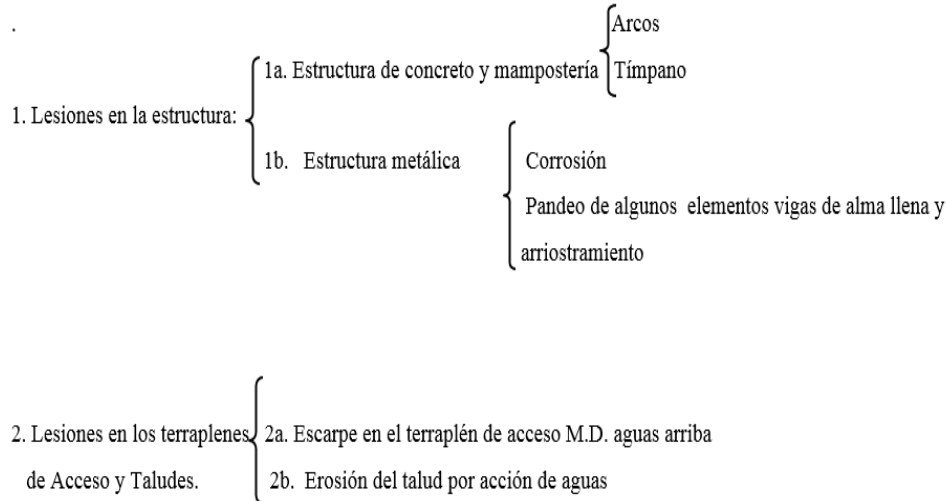 .
Arcos
1a. Estructura de concreto y mampostería Tímpano
1. Lesiones en la estructura:
1b. Estructura metálica Corrosión
Pandeo de algunos elementos vigas de alma llena y
arriostramiento
2. Lesiones en los terraplenes 2a. Escarpe en el terraplén de acceso M.D. aguas arriba
de Acceso y Taludes. 2b. Erosión del talud por acción de aguas